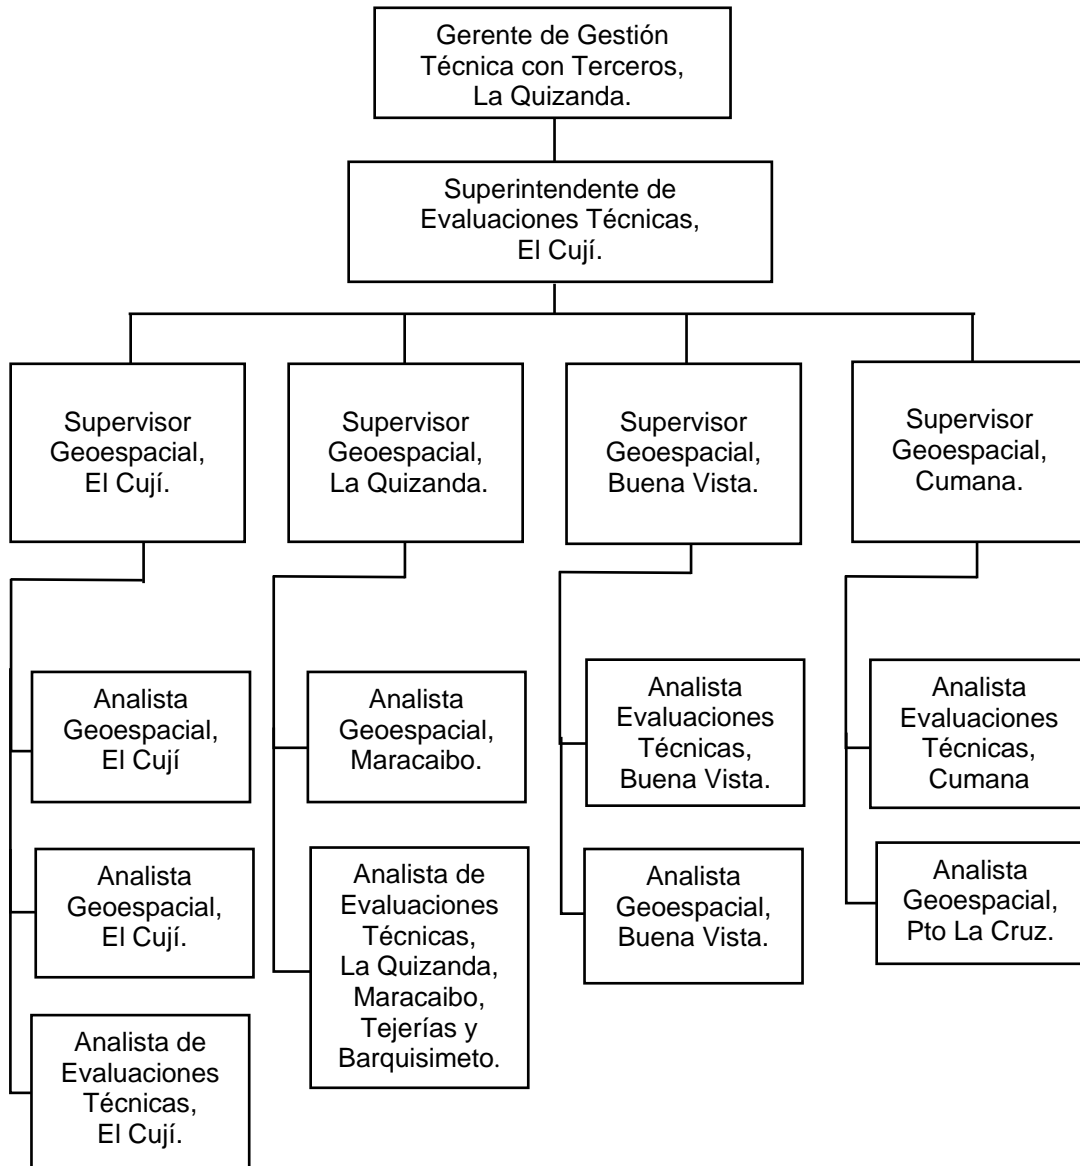 Gerente de Gestión
Técnica con Terceros,
La Quizanda.
Superintendente de
Evaluaciones Técnicas,
El Cují.
Supervisor
Geoespacial,
El Cují.
Supervisor
Geoespacial,
La Quizanda.
Supervisor
Geoespacial,
Buena Vista.
Supervisor
Geoespacial,
Cumana.
Analista
Geoespacial,
El Cují
Analista
Geoespacial,
El Cují.
Analista de
Evaluaciones
Técnicas,
El Cují.
Analista
Geoespacial,
Maracaibo.
Analista de
Evaluaciones
Técnicas,
La Quizanda,
Maracaibo,
Tejerías y
Barquisimeto.
Analista
Evaluaciones
Técnicas,
Buena Vista.
Analista
Geoespacial,
Buena Vista.
Analista
Evaluaciones
Técnicas,
Cumana
Analista
Geoespacial,
Pto La Cruz.